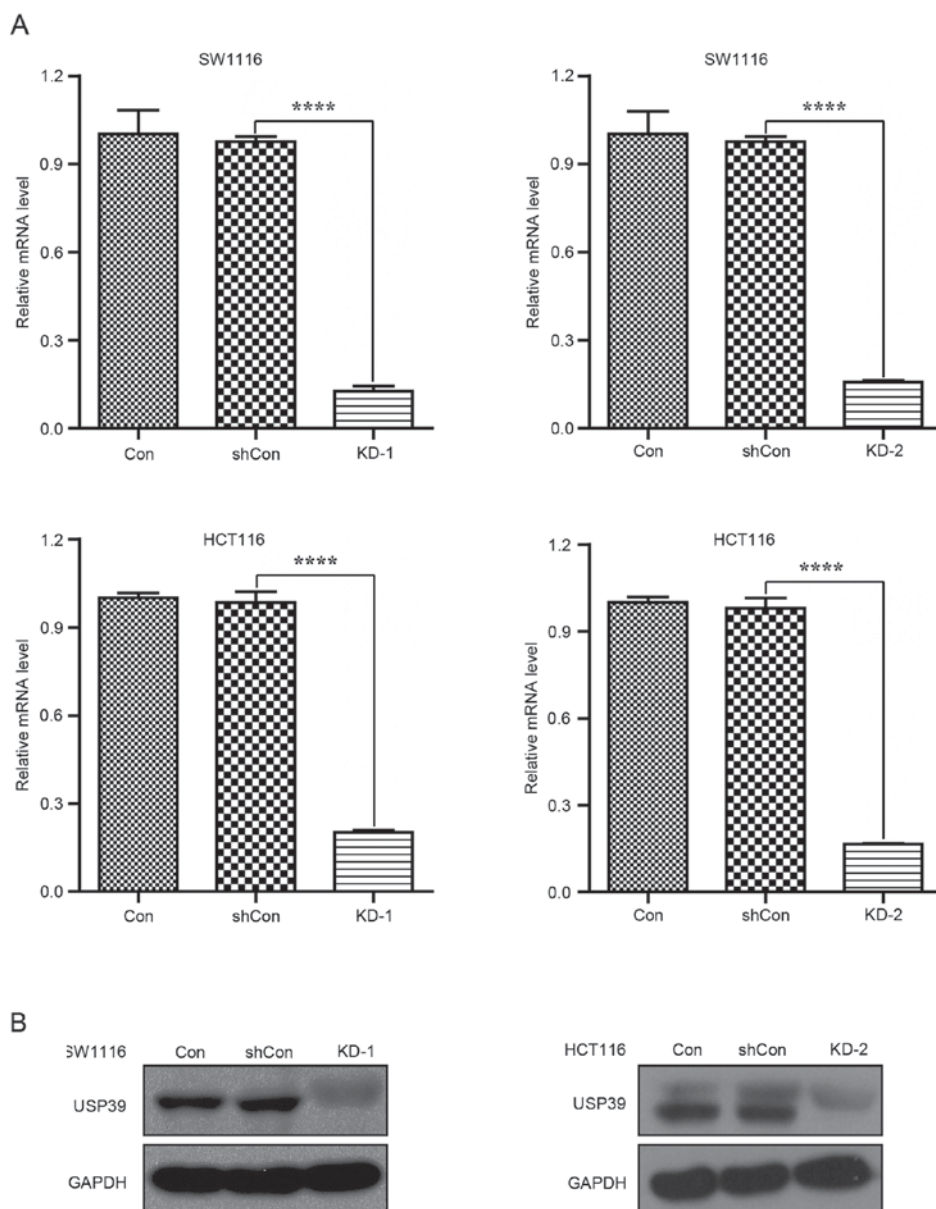 A
SW1116
1.2
0.9
0.6
0.3
0.0
Relative mRNA level
****
Con shCon KD-1
SW1116
1.2
0.9
0.6
0.3
0.0
Relative mRNA level
****
Con shCon KD-2
HCT116
1.2
0.9
0.6
0.3
0.0
Relative mRNA level
****
Con shCon KD-1
HCT116
1.2
0.9
0.6
0.3
0.0
Relative mRNA level
****
Con shCon KD-2
B
SW1116 Con shCon KD-1
USP39
GAPDH
HCT116 Con shCon KD-2
USP39
GAPDH